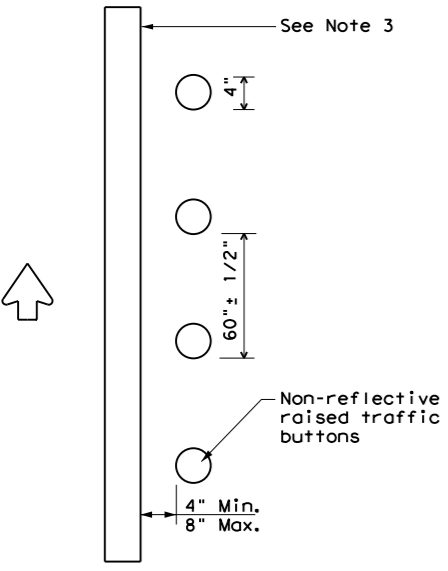 See Note 3
4"
60"± 1/2"
Non-reflective
raised traffic
buttons
4" Min.
8" Max.